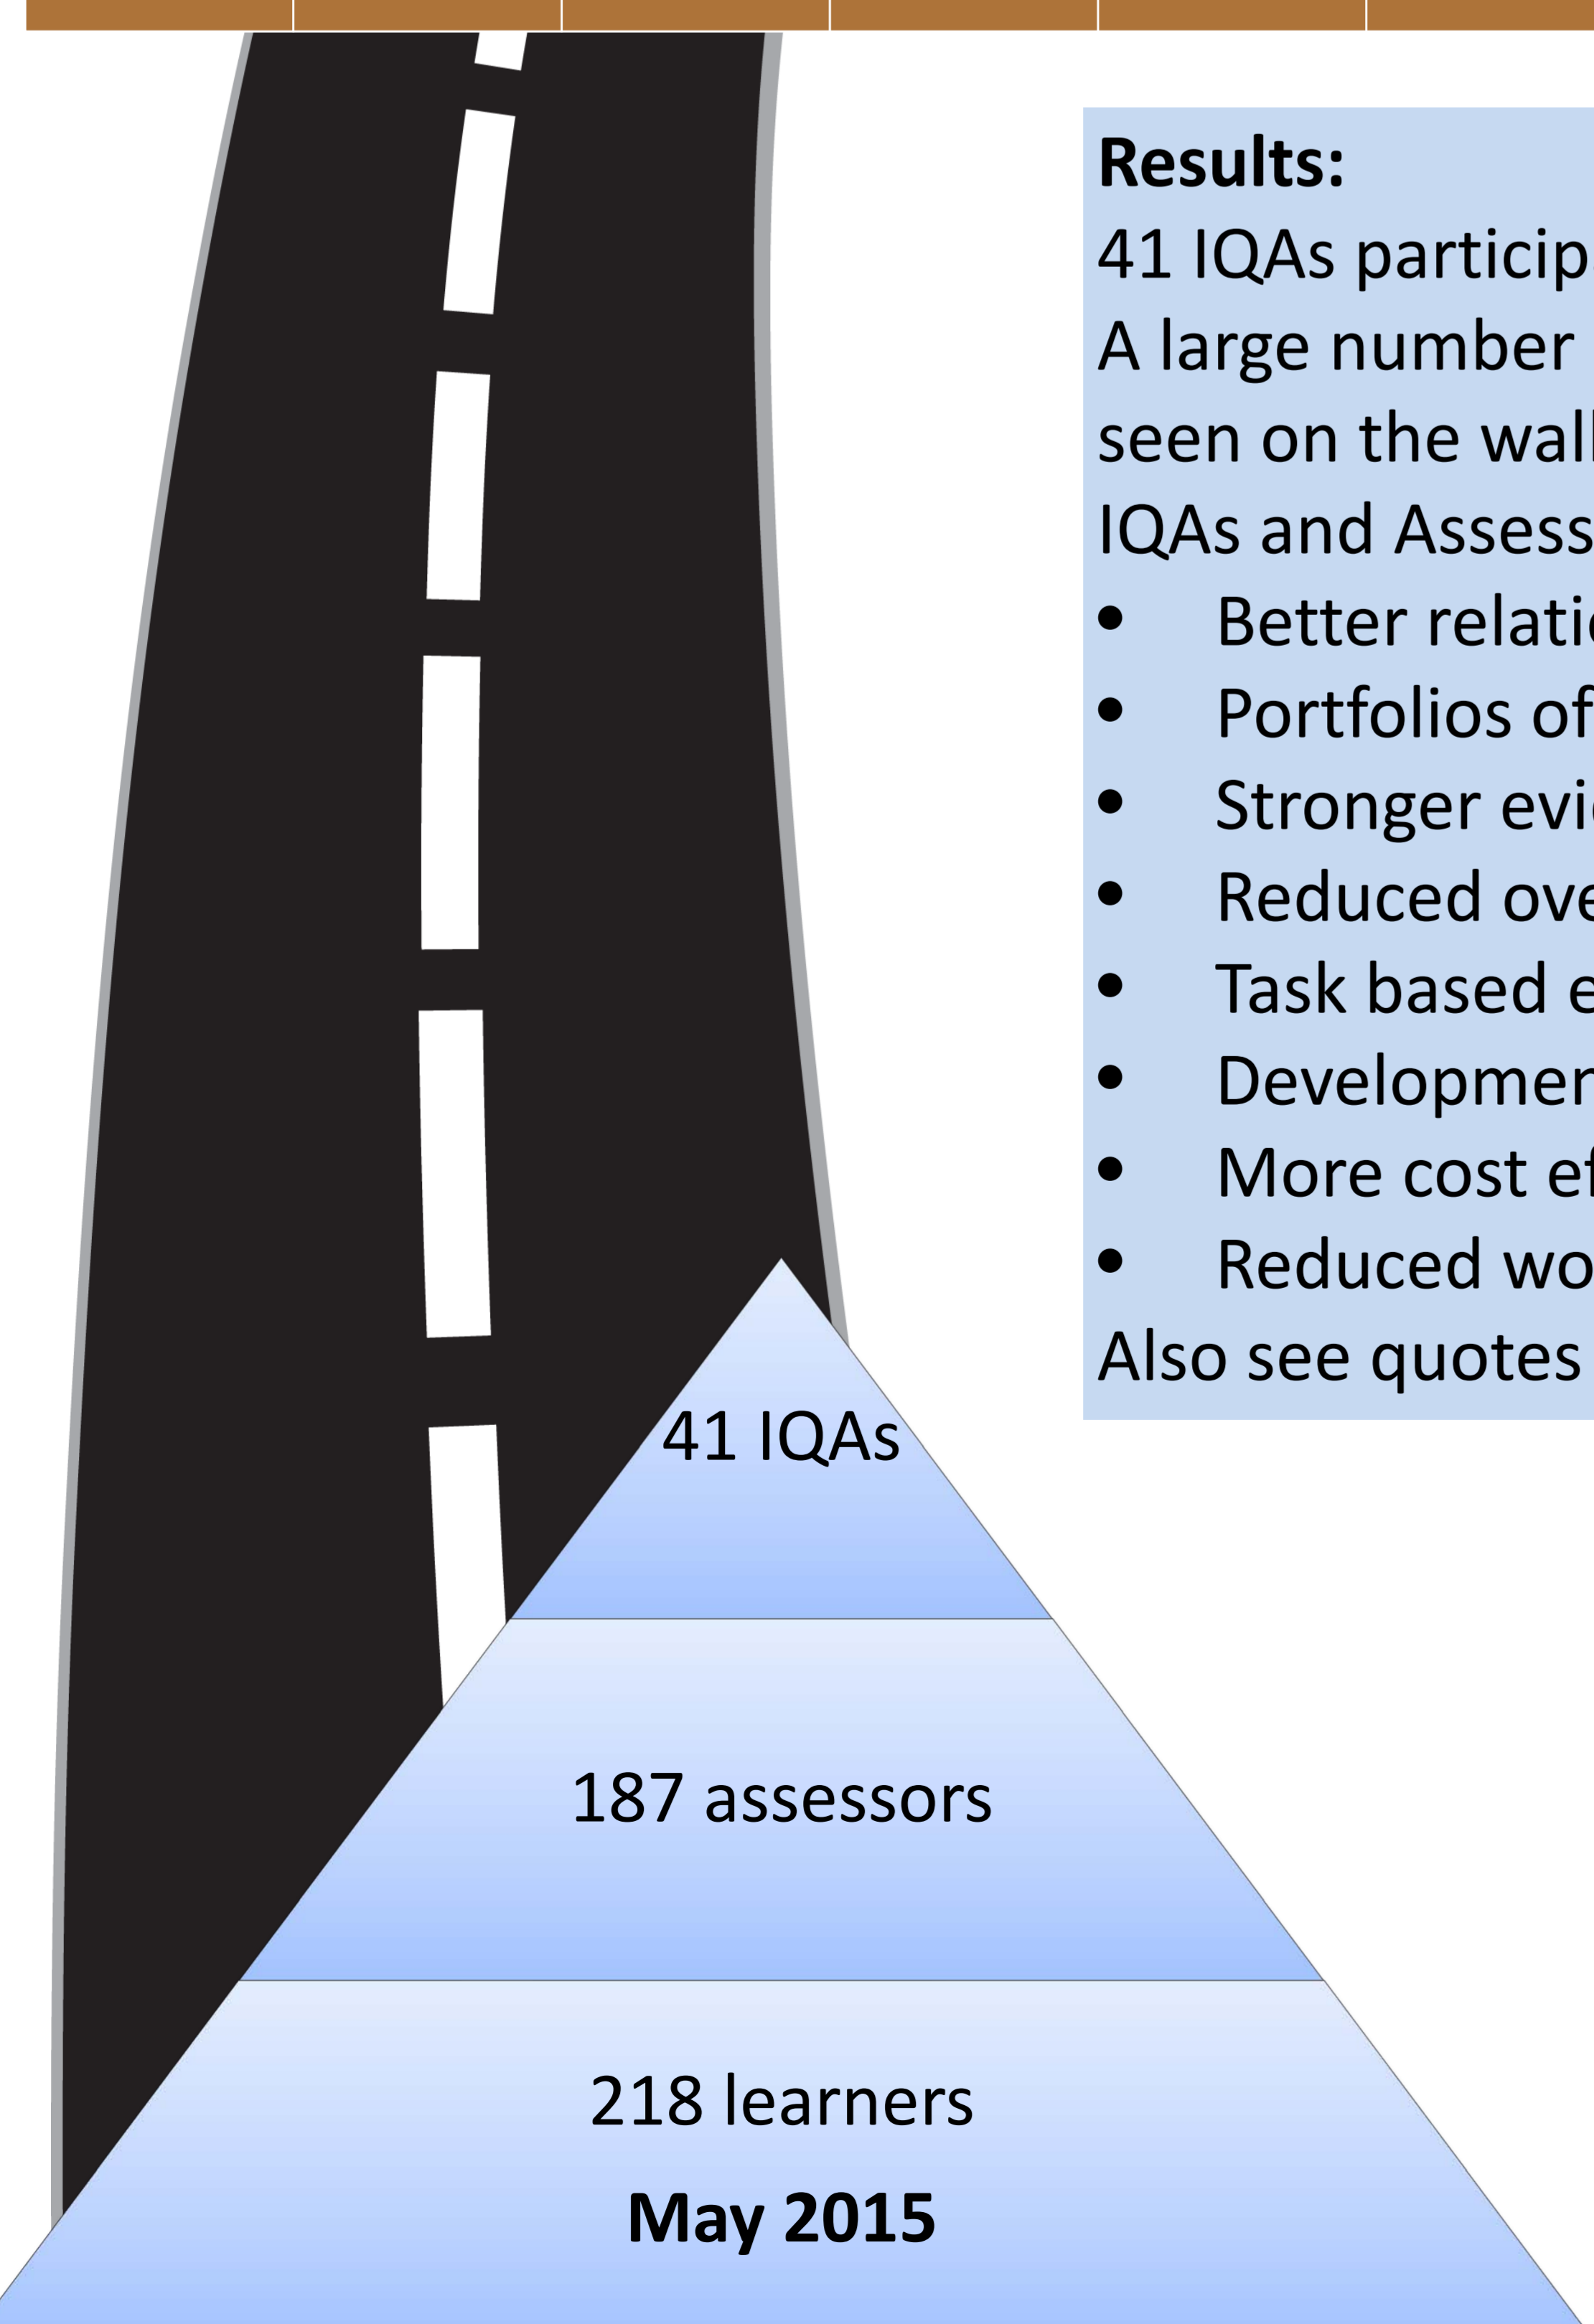 Results:
41 IQAs particip
A large number
seen on the wall
IQAs and Assess
• Better relatio
• Portfolios of
• Stronger evid
• Reduced ove
• Task based e
• Developmen
• More cost ef
• Reduced wo
Also see quotes
41 IQAs
187 assessors
218 learners
May 2015